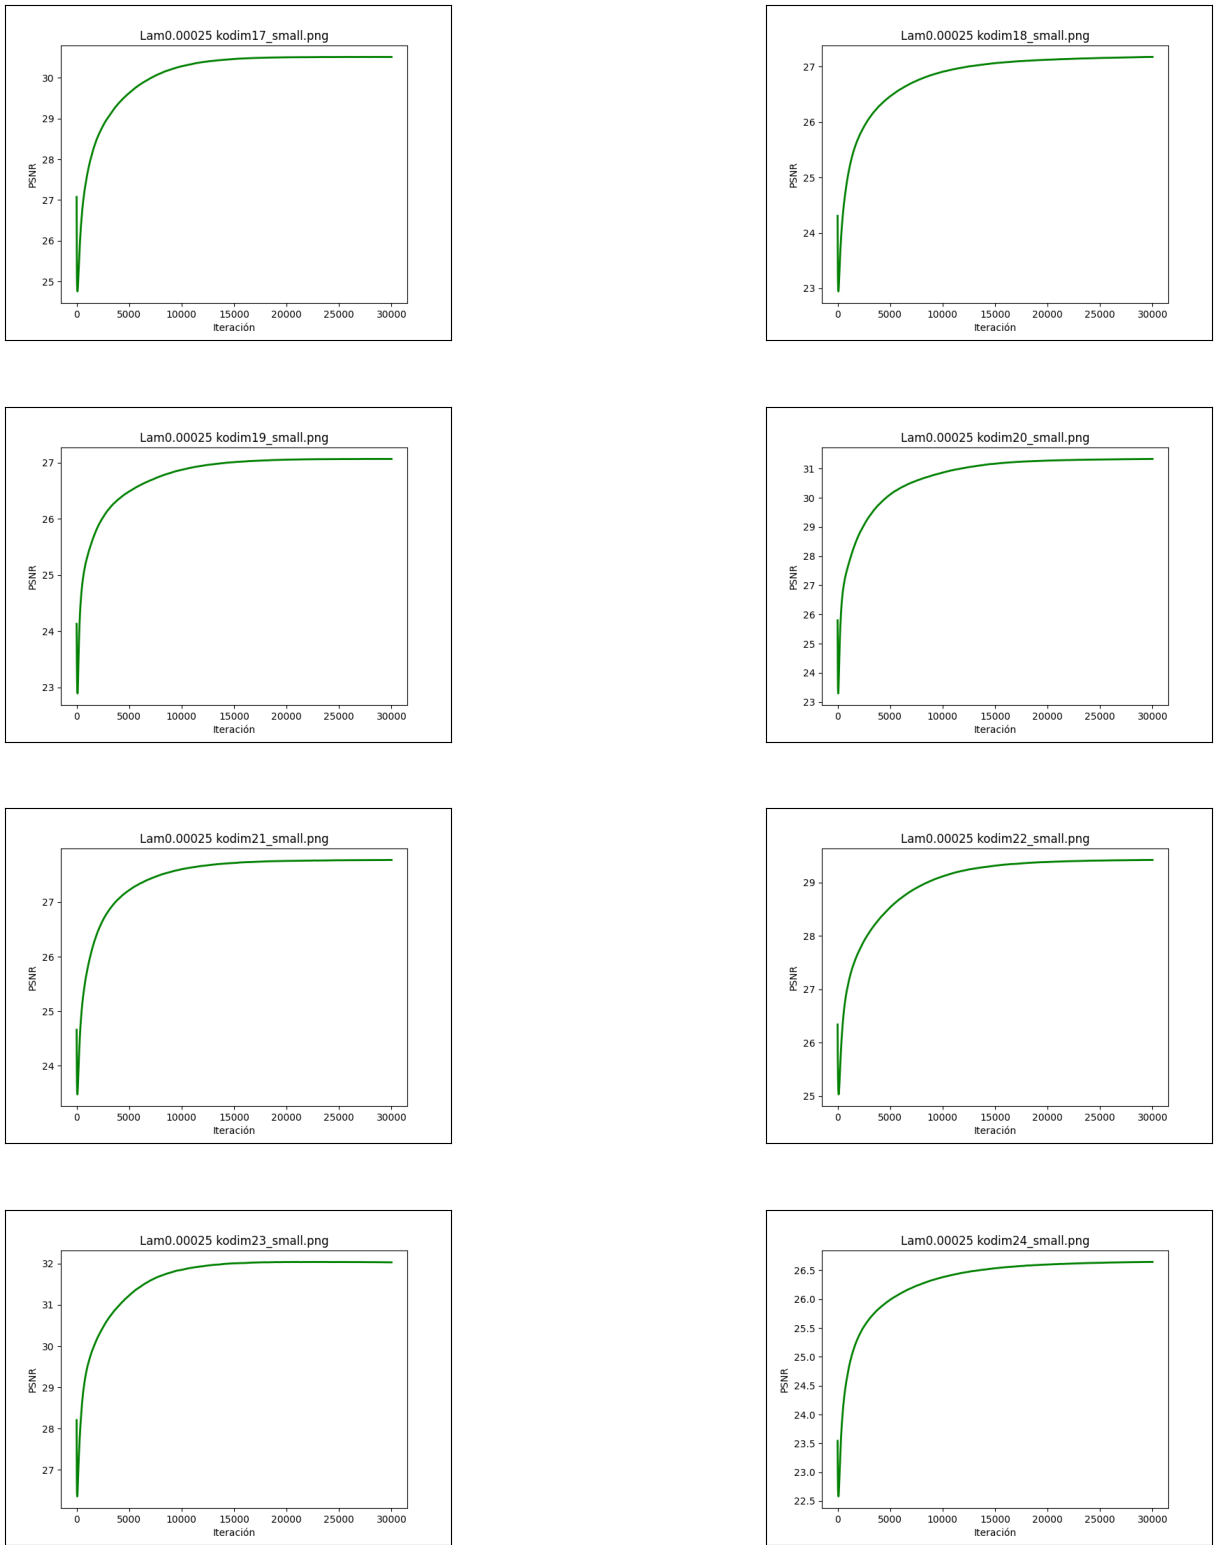 Lam0.00025 kodim17_small.png
30
29
28
27
26
25
PSNR
0 5000 10000 15000 20000 25000 30000
Iteración
Lam0.00025 kodim18_small.png
27
26
25
24
23
PSNR
0 5000 10000 15000 20000 25000 30000
Iteración
Lam0.00025 kodim19_small.png
27
26
25
24
23
PSNR
0 5000 10000 15000 20000 25000 30000
Iteración
Lam0.00025 kodim20_small.png
31
30
29
28
27
26
25
24
23
PSNR
0 5000 10000 15000 20000 25000 30000
Iteración
Lam0.00025 kodim21_small.png
27
26
25
24
PSNR
0 5000 10000 15000 20000 25000 30000
Iteración
Lam0.00025 kodim22_small.png
29
28
27
26
25
PSNR
0 5000 10000 15000 20000 25000 30000
Iteración
Lam0.00025 kodim23_small.png
32
31
30
29
28
27
PSNR
0 5000 10000 15000 20000 25000 30000
Iteración
Lam0.00025 kodim24_small.png
26.5
26.0
25.5
25.0
24.5
24.0
23.5
23.0
22.5
PSNR
0 5000 10000 15000 20000 25000 30000
Iteración